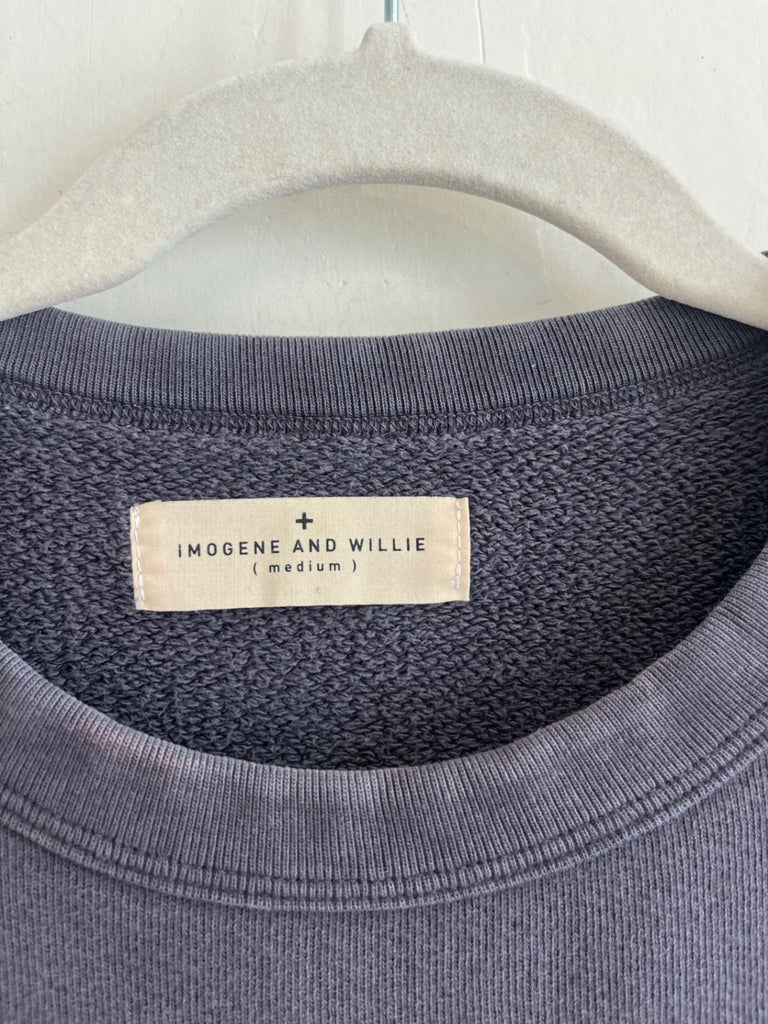 +
IMOGENE AND WILLIE
( medium )